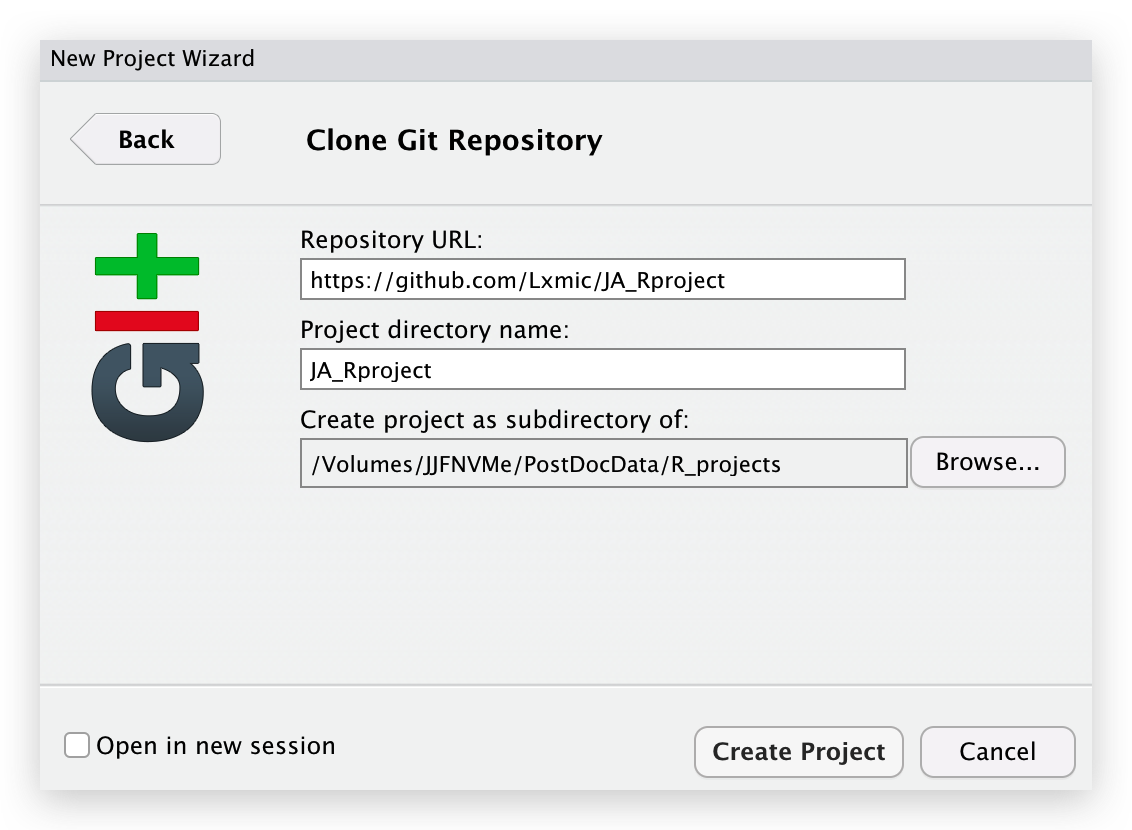 New Project Wizard
Back
Clone Git Repository
GIt
Repository URL:
https://github.com/Lxmic/JA_Rproject
Project directory name:
JA_Rproject
Create project as subdirectory of:
/Volumes/JJFNVMe/PostDocData/R_projects
Browse...
Open in new session
Create Project
Cancel